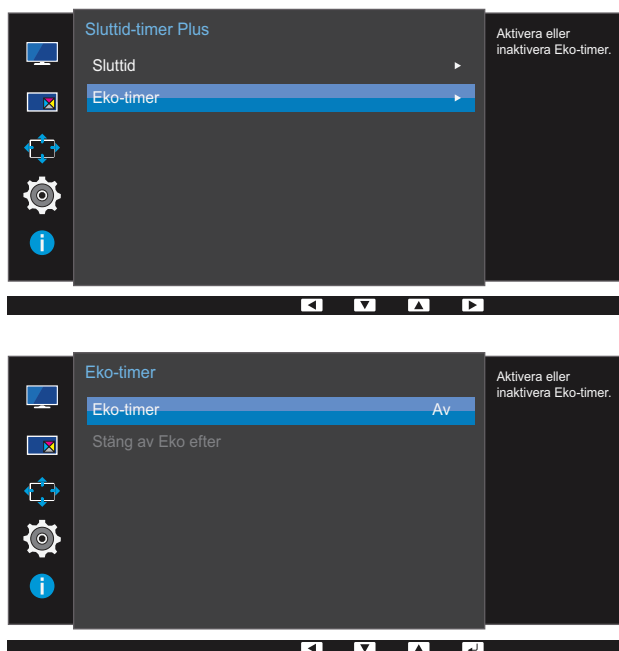 Sluttid-timer Plus
Sluttid
Eko-timer
Aktivera eller
inaktivera Eko-timer.
Eko-timer
Eko-timer Av
Stäng av Eko efter
Aktivera eller
inaktivera Eko-timer.